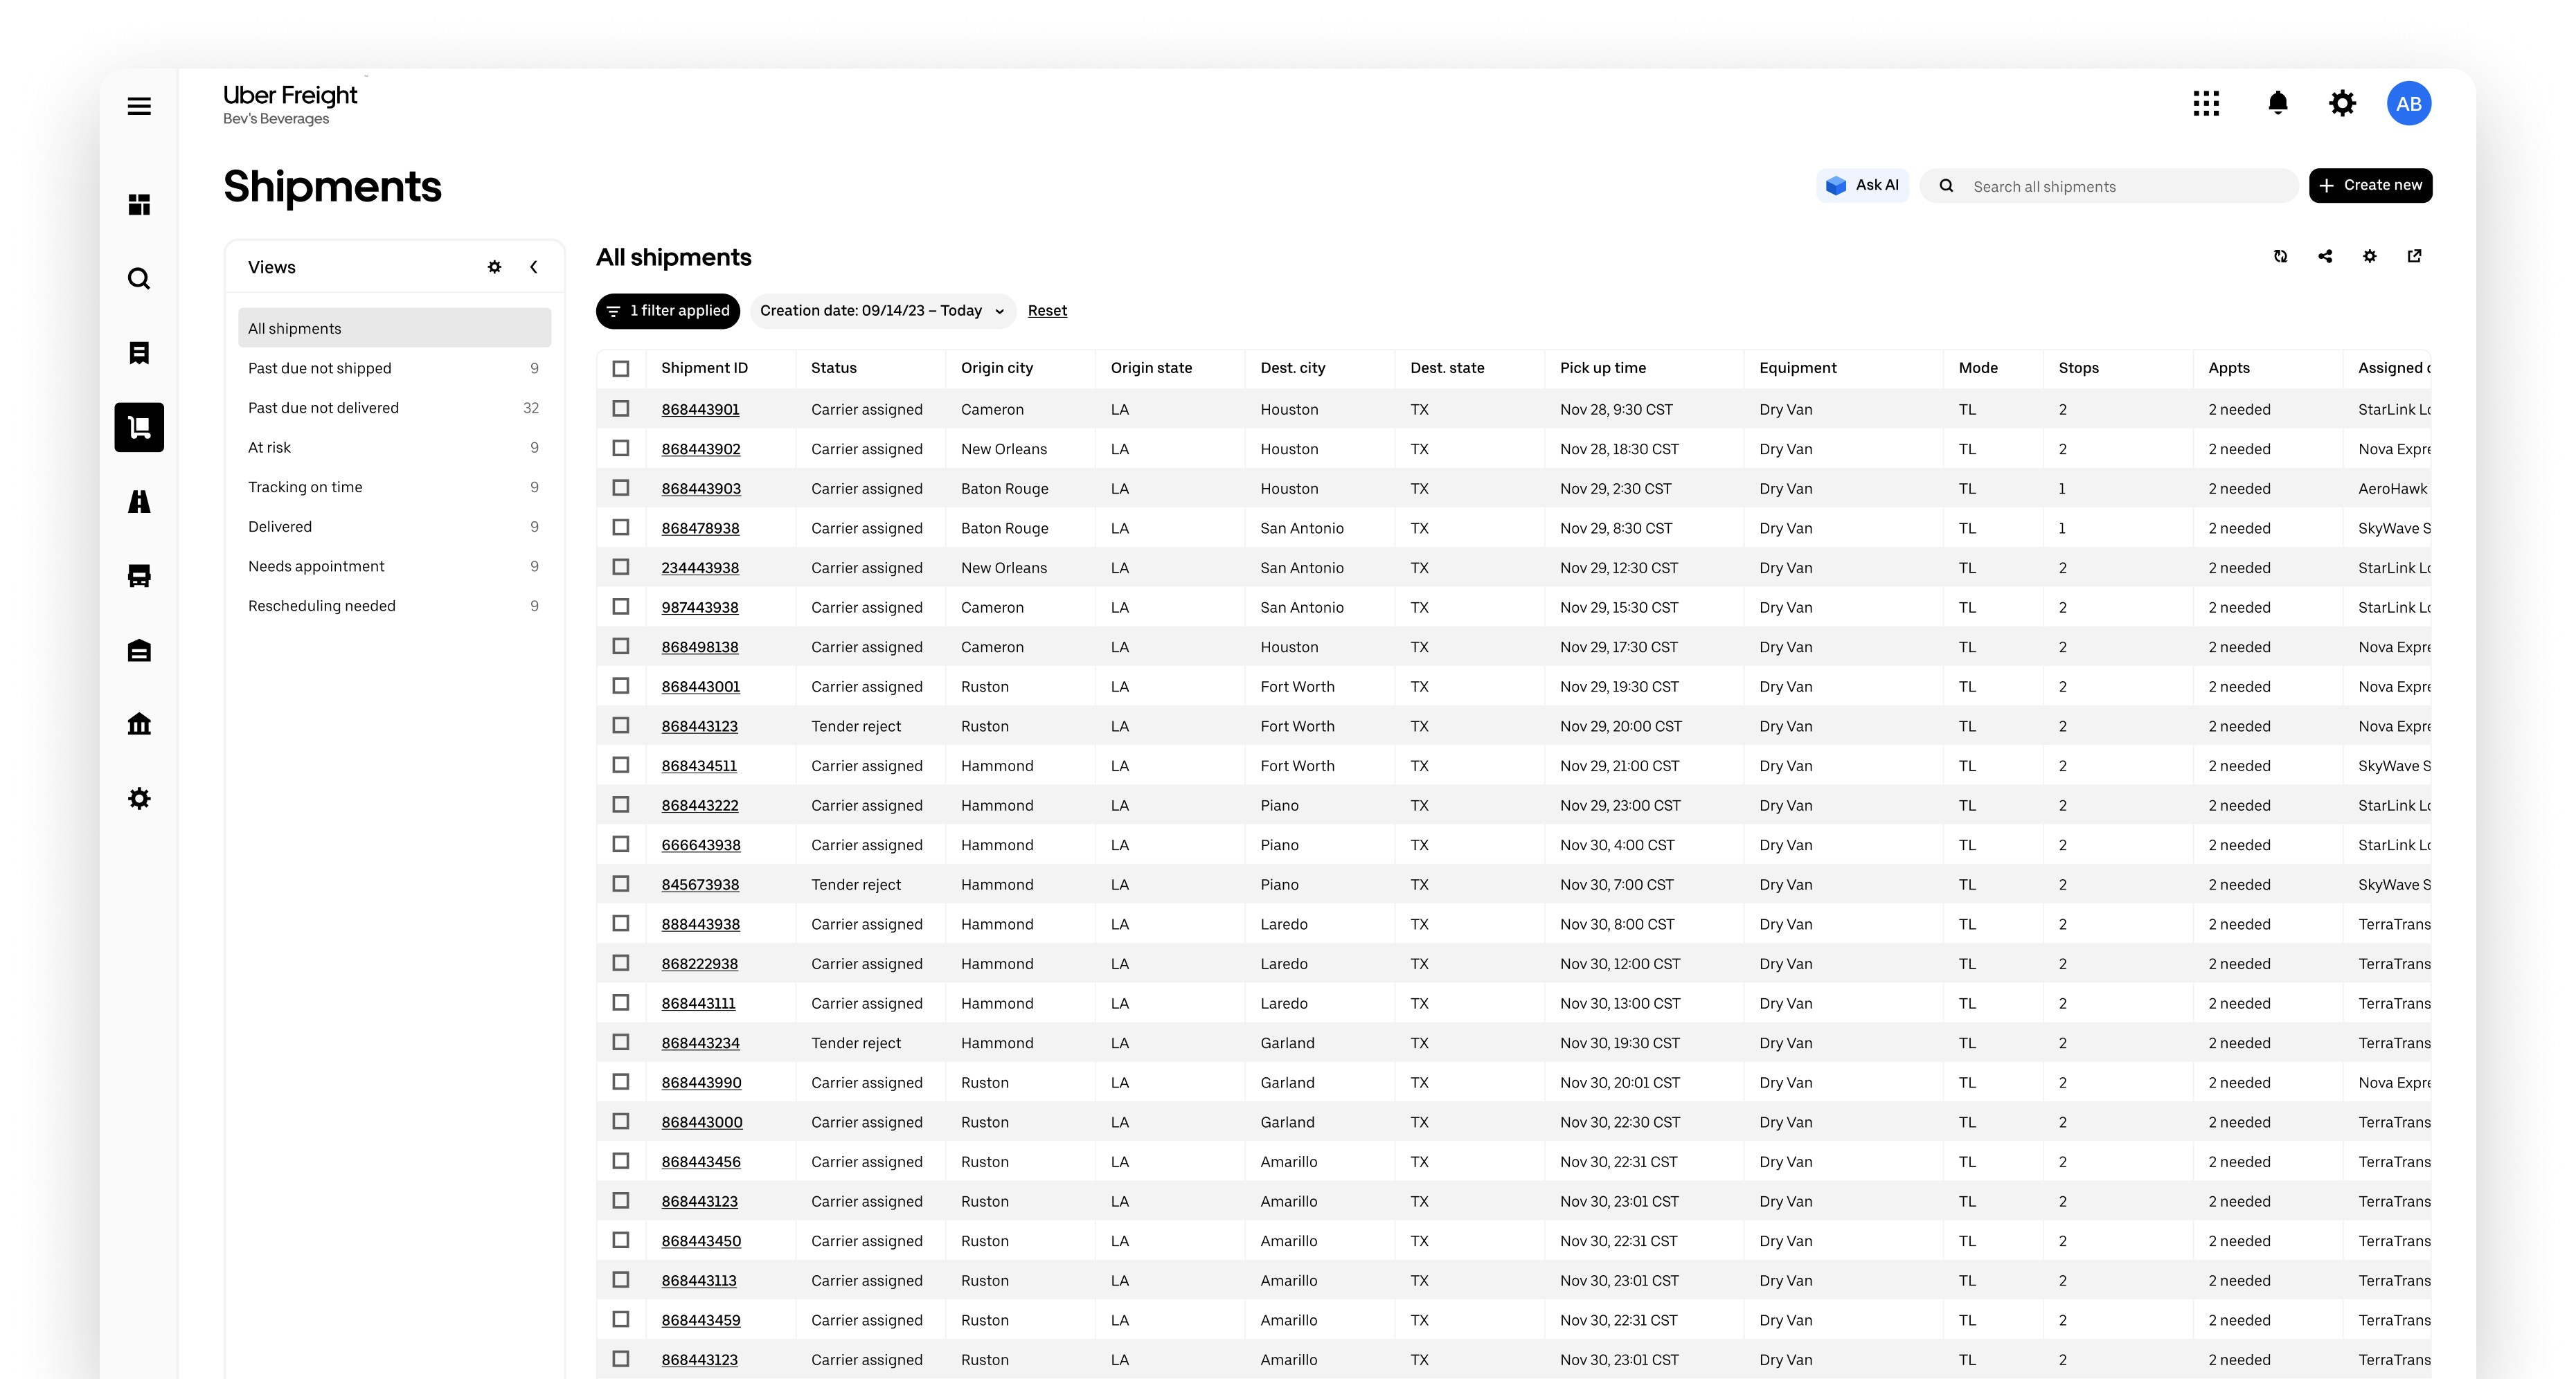 Uber Freight
Bev's Beverages
AB
Shipments
Ask AI
Search all shipments
Create new
Views
All shipments
Past due not shipped 9
Past due not delivered 32
At risk 9
Tracking on time 9
Delivered 9
Needs appointment 9
Rescheduling needed 9
All shipments
1 filter applied
Creation date: 09/14/23 – Today
Reset
Shipment ID Status Origin city Origin state Dest. city Dest. state Pick up time Equipment Mode Stops Appts Assigned
868443901 Carrier assigned Cameron LA Houston TX Nov 28, 9:30 CST Dry Van TL 2 2 needed StarLink
868443902 Carrier assigned New Orleans LA Houston TX Nov 28, 18:30 CST Dry Van TL 2 2 needed Nova Expre
868443903 Carrier assigned Baton Rouge LA Houston TX Nov 29, 2:30 CST Dry Van TL 1 2 needed AeroHawk
868478938 Carrier assigned Baton Rouge LA San Antonio TX Nov 29, 8:30 CST Dry Van TL 1 2 needed SkyWave S
234443938 Carrier assigned New Orleans LA San Antonio TX Nov 29, 12:30 CST Dry Van TL 2 2 needed StarLink
987443938 Carrier assigned Cameron LA San Antonio TX Nov 29, 15:30 CST Dry Van TL 2 2 needed StarLink
868498138 Carrier assigned Cameron LA Houston TX Nov 29, 17:30 CST Dry Van TL 2 2 needed Nova Expre
868443001 Carrier assigned Ruston LA Fort Worth TX Nov 29, 19:30 CST Dry Van TL 2 2 needed Nova Expre
868443123 Tender reject Ruston LA Fort Worth TX Nov 29, 20:00 CST Dry Van TL 2 2 needed Nova Expre
868434511 Carrier assigned Hammond LA Fort Worth TX Nov 29, 21:00 CST Dry Van TL 2 2 needed SkyWave S
868443222 Carrier assigned Hammond LA Piano TX Nov 29, 23:00 CST Dry Van TL 2 2 needed StarLink
666643938 Carrier assigned Hammond LA Piano TX Nov 30, 4:00 CST Dry Van TL 2 2 needed StarLink
845673938 Tender reject Hammond LA Piano TX Nov 30, 7:00 CST Dry Van TL 2 2 needed SkyWave S
888443938 Carrier assigned Hammond LA Laredo TX Nov 30, 8:00 CST Dry Van TL 2 2 needed TerraTrans
868222938 Carrier assigned Hammond LA Laredo TX Nov 30, 12:00 CST Dry Van TL 2 2 needed TerraTrans
868443111 Carrier assigned Hammond LA Laredo TX Nov 30, 13:00 CST Dry Van TL 2 2 needed TerraTrans
868443234 Tender reject Hammond LA Garland TX Nov 30, 19:30 CST Dry Van TL 2 2 needed TerraTrans
868443990 Carrier assigned Ruston LA Garland TX Nov 30, 20:01 CST Dry Van TL 2 2 needed Nova Expre
868443000 Carrier assigned Ruston LA Garland TX Nov 30, 22:30 CST Dry Van TL 2 2 needed TerraTrans
868443456 Carrier assigned Ruston LA Amarillo TX Nov 30, 22:31 CST Dry Van TL 2 2 needed TerraTrans
868443123 Carrier assigned Ruston LA Amarillo TX Nov 30, 23:01 CST Dry Van TL 2 2 needed TerraTrans
868443450 Carrier assigned Ruston LA Amarillo TX Nov 30, 22:31 CST Dry Van TL 2 2 needed TerraTrans
868443113 Carrier assigned Ruston LA Amarillo TX Nov 30, 23:01 CST Dry Van TL 2 2 needed TerraTrans
868443459 Carrier assigned Ruston LA Amarillo TX Nov 30, 22:31 CST Dry Van TL 2 2 needed TerraTrans
868443123 Carrier assigned Ruston LA Amarillo TX Nov 30, 23:01 CST Dry Van TL 2 2 needed TerraTrans